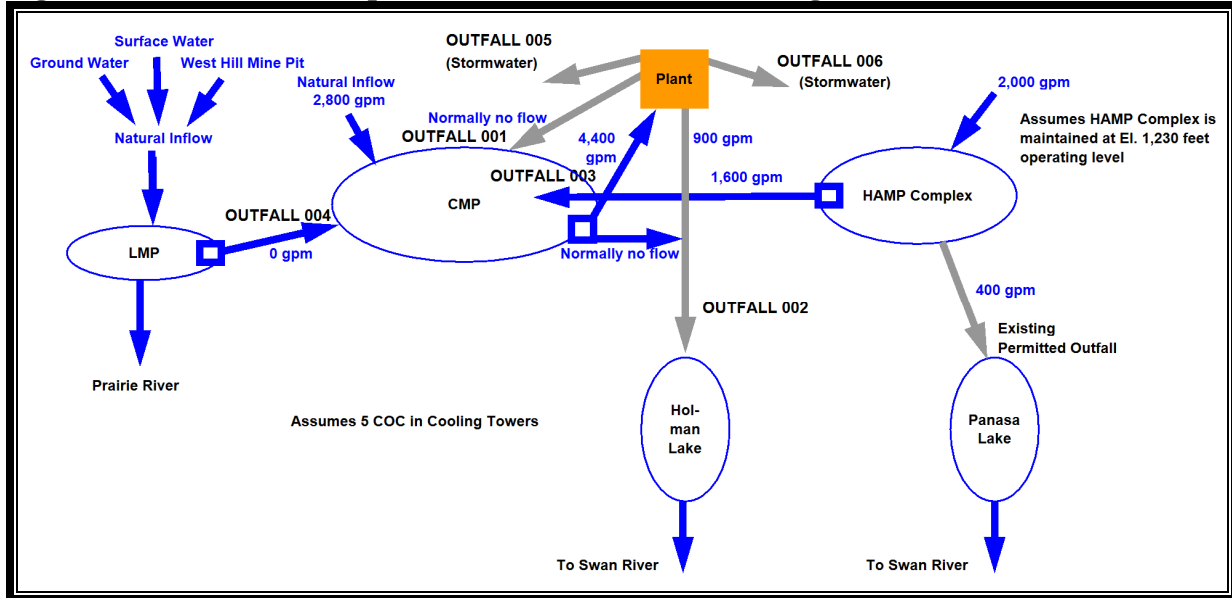 Surface Water
Ground Water
West Hill Mine Pit
Natural Inflow
Natural Inflow
2,800 gpm
OUTFALL 005
(Stormwater)
Plant
OUTFALL 006
(Stormwater)
2,000 gpm
Assumes HAMP Complex is
maintained at El. 1,230 feet
operating level
Normally no flow
OUTFALL 001
4,400
gpm
900 gpm
OUTFALL 003
1,600 gpm
CMP
HAMP Complex
OUTFALL 004
0 gpm
LMP
Normally no flow
OUTFALL 002
400 gpm
Existing
Permitted Outfall
Prairie River
Assumes 5 COC in Cooling Towers
Hol-
man
Lake
Panasa
Lake
To Swan River
To Swan River